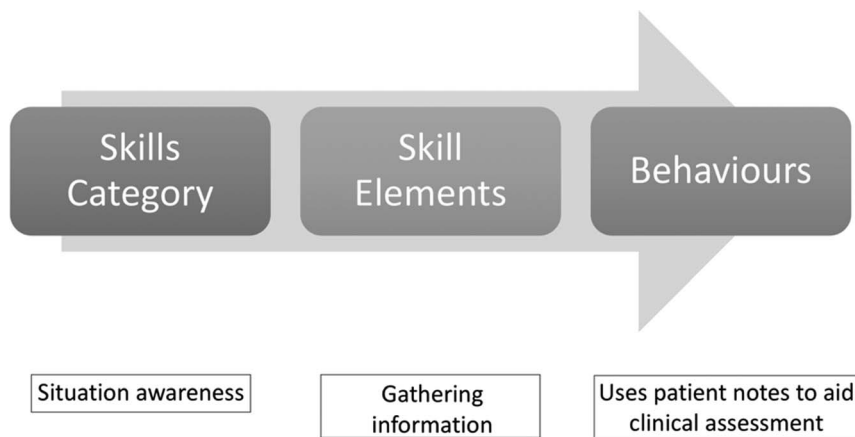 Skills
Category
Skill
Elements
Behaviours
Situation awareness
Gathering
information
Uses patient notes to aid
clinical assessment